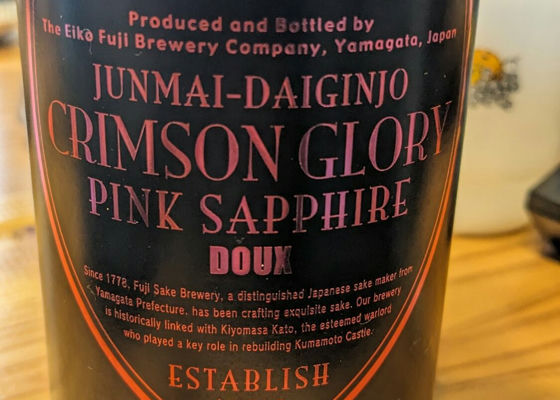 Produced and Bottled by
The Eiko Fuji Brewery Company, Yamagata, Japan
JUNMAI-DAIGINJO
CRIMSON GLORY
PINK SAPPHIRE
DOUX
Since 1778, Fuji Sake Brewery, a distinguished Japanese sake maker from
Yamagata Prefecture, has been crafting exquisite sake. Our brewery
is historically linked with Kiyomasa Kato, the esteemed warlord
who played a key role in rebuilding Kumamoto Castle.
ESTABLISH